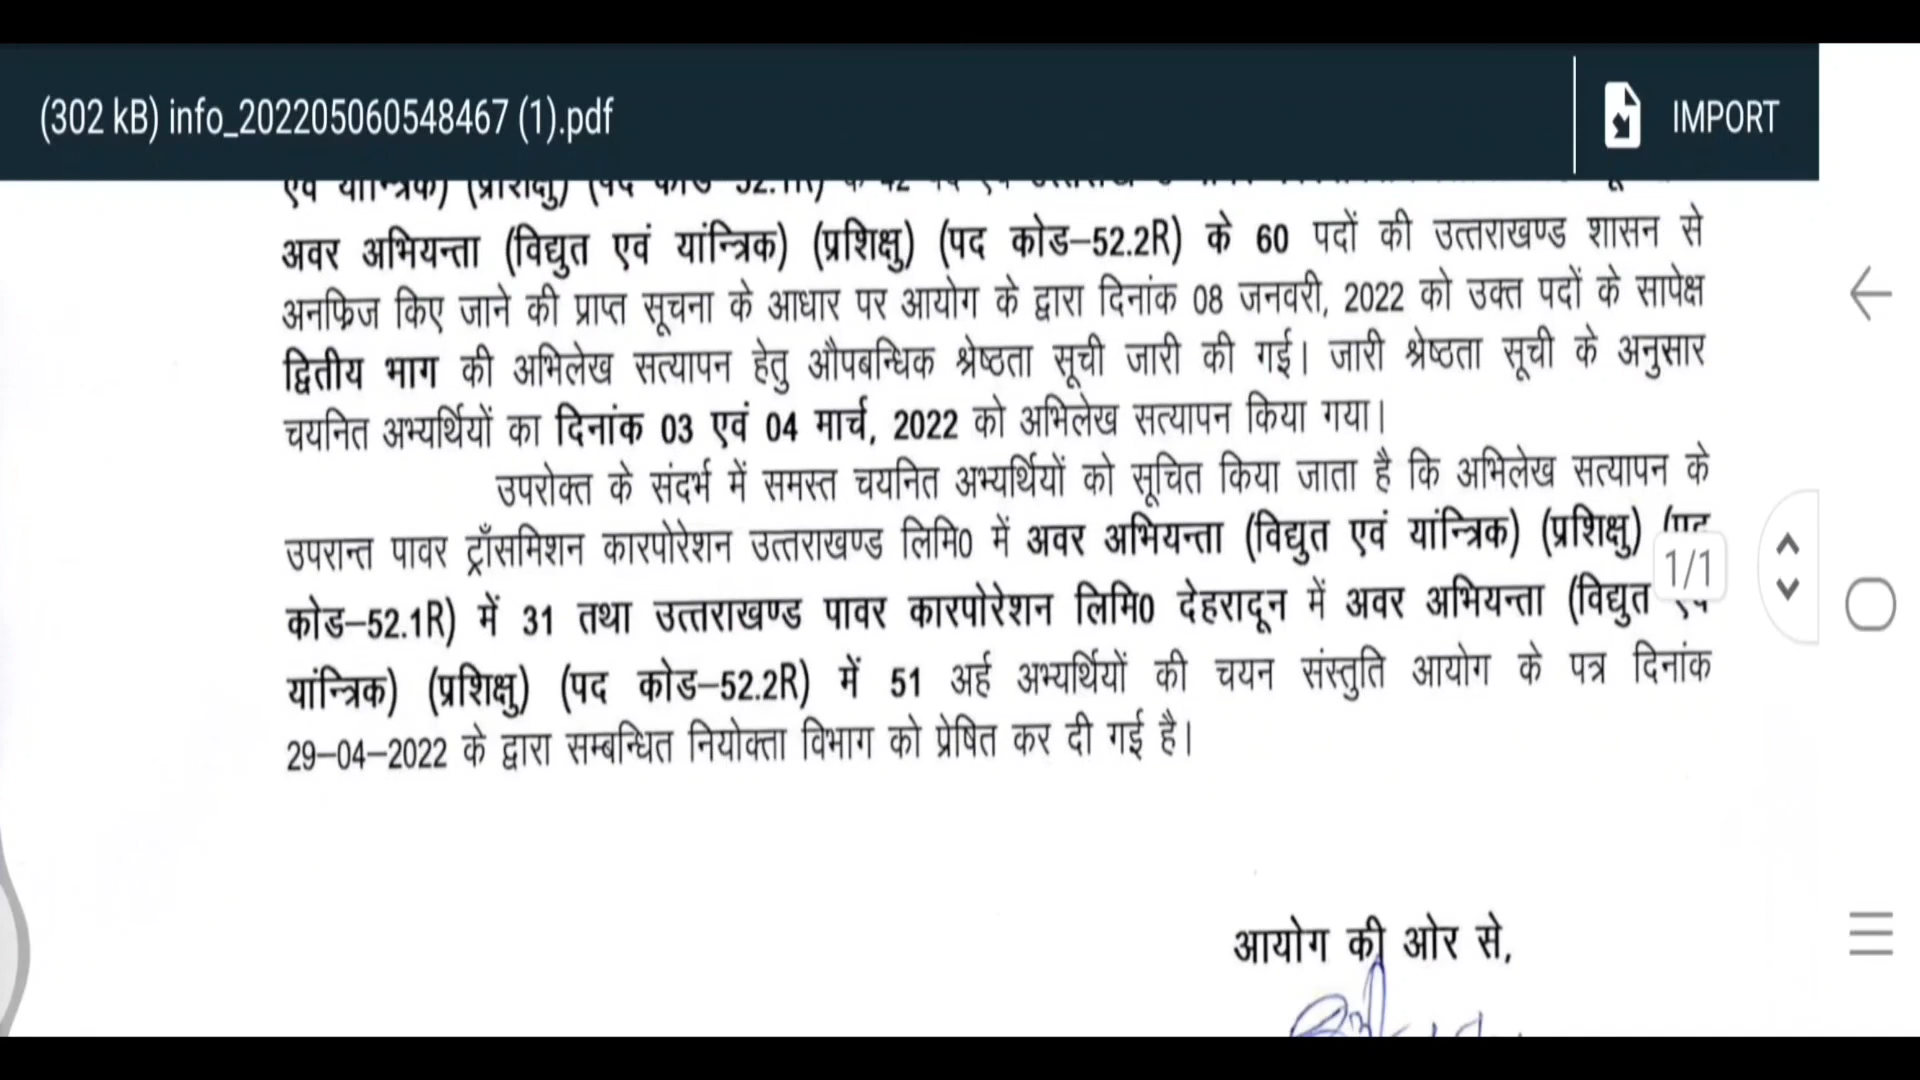 (302 kB) info_202205060548467 (1).pdf
IMPORT
अवर अभियन्ता (विद्युत एवं यांन्त्रिक) (प्रशिक्षु) (पद कोड–52.2R) के 60 पदों की उत्तराखण्ड शासन से
अनफ्रिज किए जाने की प्राप्त सूचना के आधार पर आयोग के द्वारा दिनांक 08 जनवरी, 2022 को उक्त पदों के सापेक्ष
द्वितीय भाग की अभिलेख सत्यापन हेतु औपबन्धिक श्रेष्ठता सूची जारी की गई। जारी श्रेष्ठता सूची के अनुसार
चयनित अभ्यर्थियों का दिनांक 03 एवं 04 मार्च, 2022 को अभिलेख सत्यापन किया गया।
उपरोक्त के संदर्भ में समस्त चयनित अभ्यर्थियों को सूचित किया जाता है कि अभिलेख सत्यापन के
उपरान्त पावर ट्राँसमिशन कारपोरेशन उत्तराखण्ड लिमि0 में अवर अभियन्ता (विद्युत एवं यांन्त्रिक) (प्रशिक्षु) (पद
1/1
कोड–52.1R) में 31 तथा उत्तराखण्ड पावर कारपोरेशन लिमि0 देहरादून में अवर अभियन्ता (विद्युत एवं
यांन्त्रिक) (प्रशिक्षु) (पद कोड–52.2R) में 51 अर्ह अभ्यर्थियों की चयन संस्तुति आयोग के पत्र दिनांक
29–04–2022 के द्वारा सम्बन्धित नियोक्ता विभाग को प्रेषित कर दी गई है।
आयोग की ओर से,